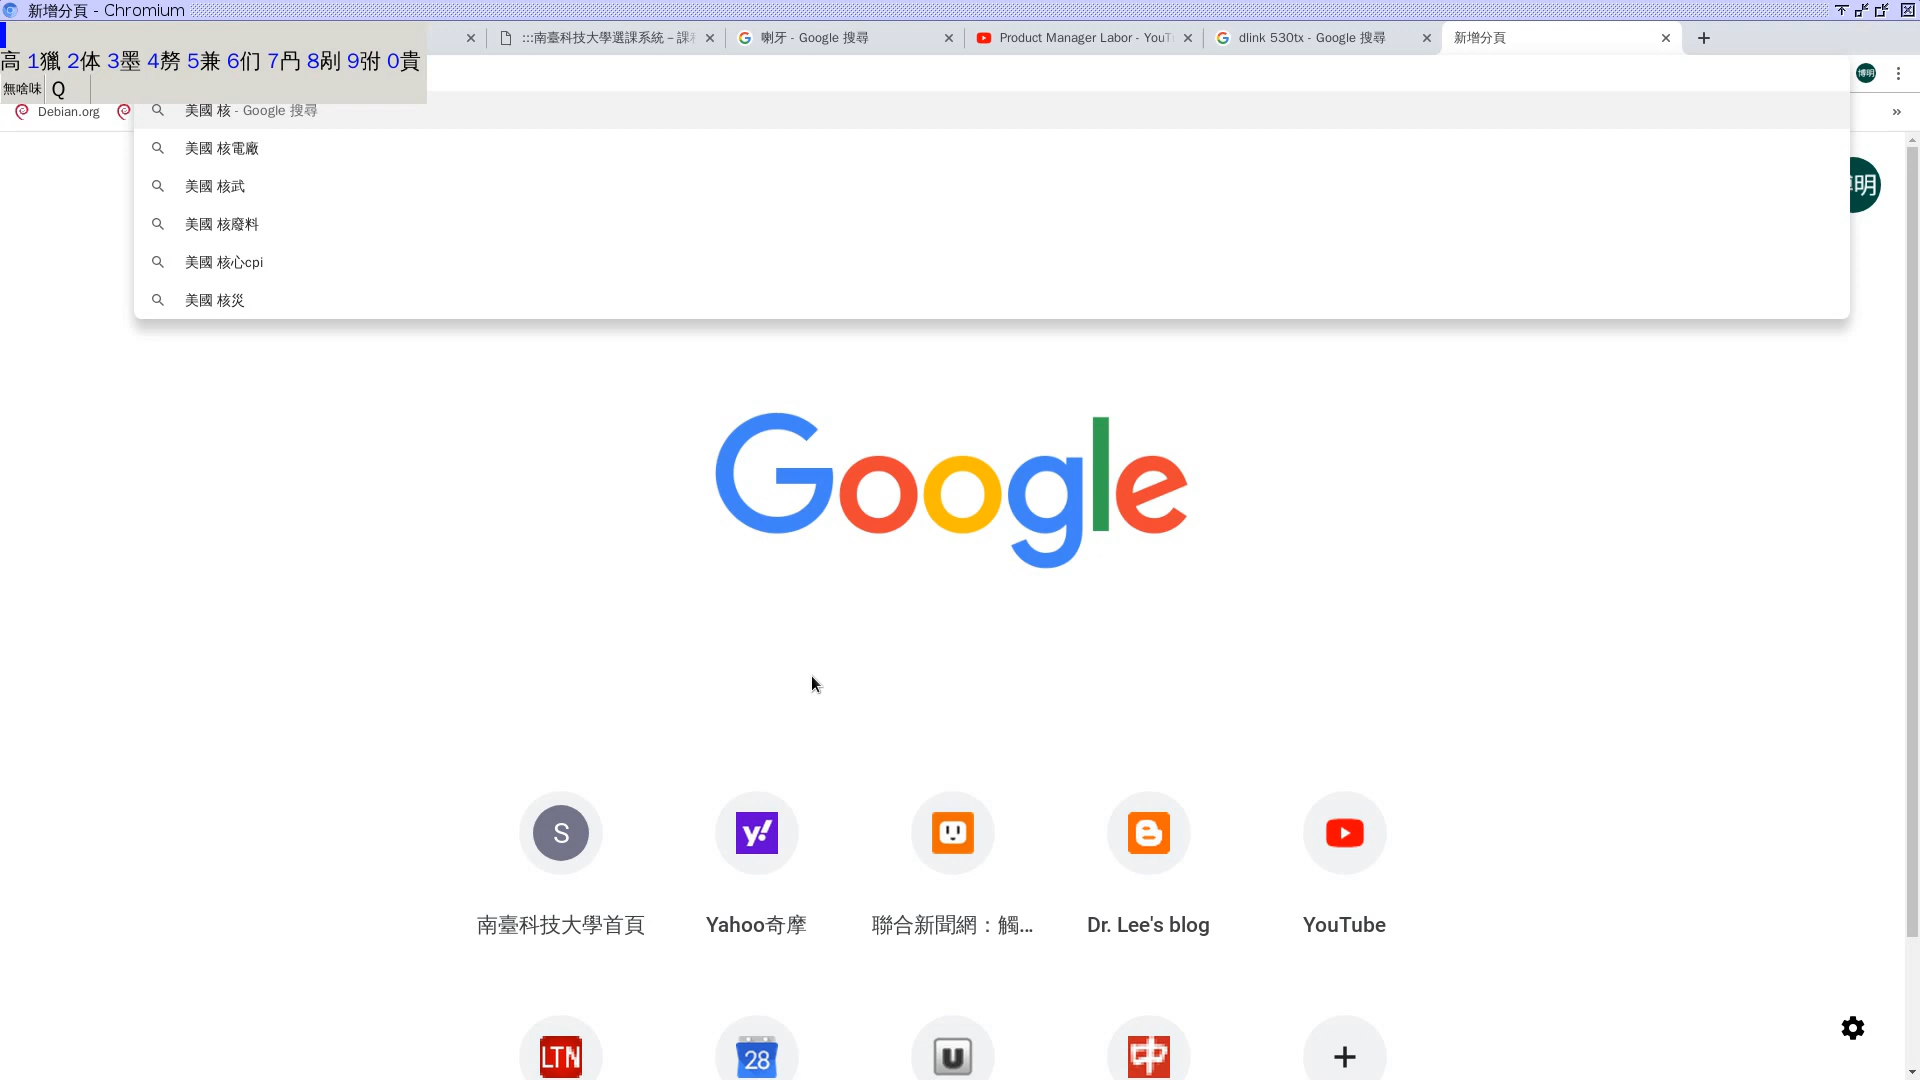 新增分頁 - Chromium
:::南臺科技大學選課系統 – 課程
喇牙 - Google 搜尋
Product Manager Labor - YouT
dlink 530tx - Google 搜尋
新增分頁
高 1獵 2体 3墨 4髣 5兼 6们 7円 8剐 9弣 0貴
無啥味 Q
博明
Debian.org
»
美國 核 - Google 搜尋
美國 核電廠
美國 核武
美國 核廢料
美國 核心cpi
美國 核災
明
Google
S
南臺科技大學首頁
Yahoo奇摩
聯合新聞網：觸...
Dr. Lee's blog
YouTube
LTN
28
U
中